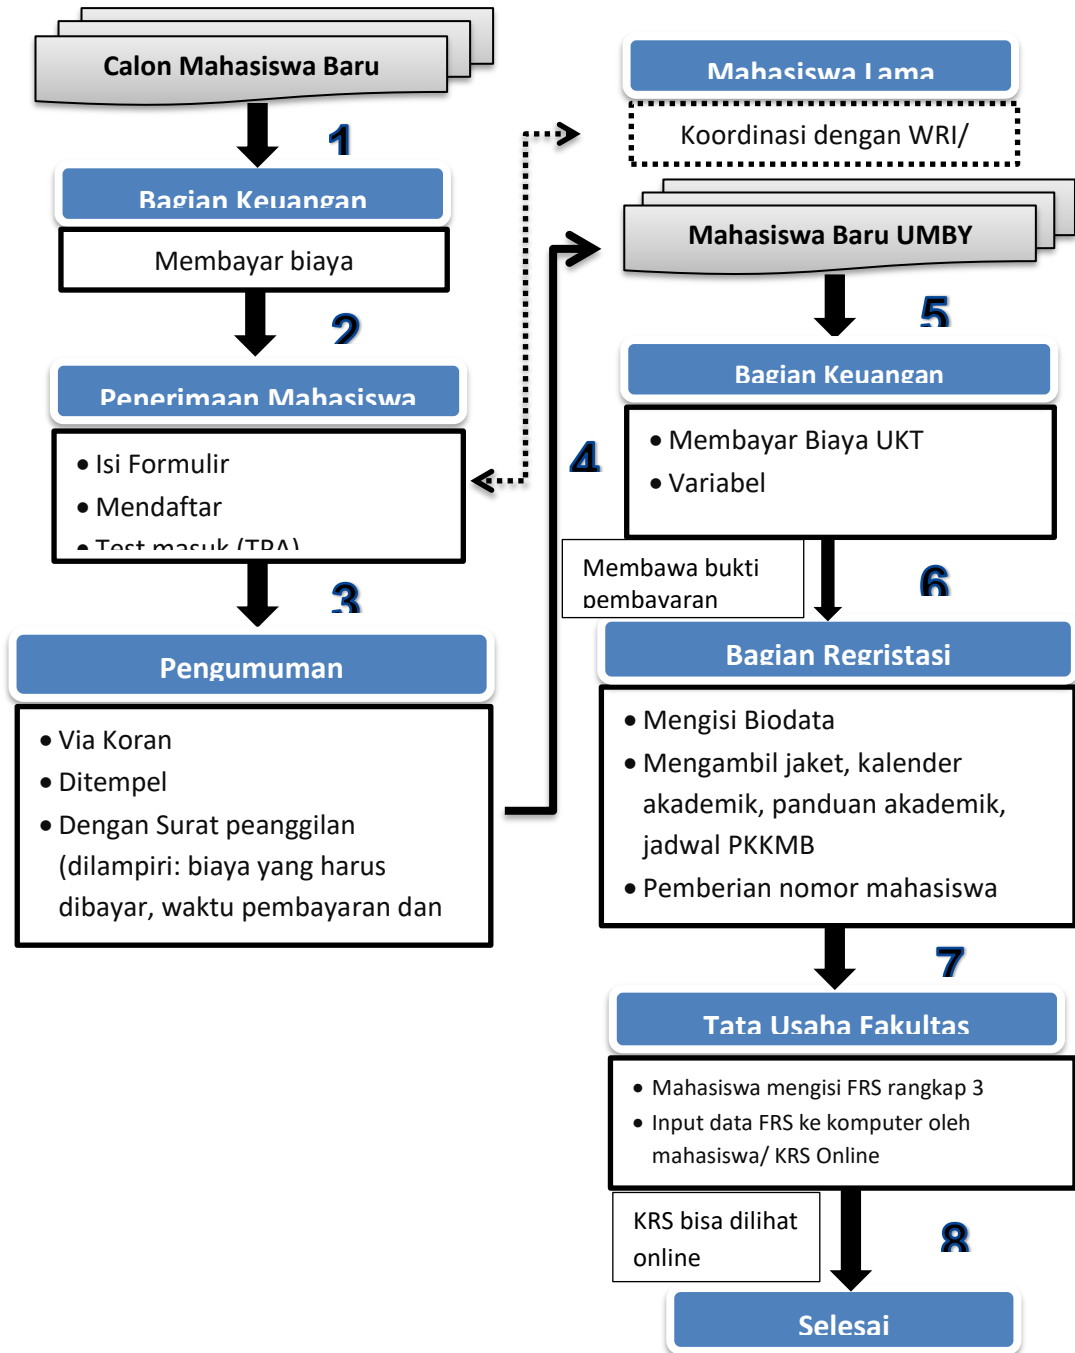 Calon Mahasiswa Baru
1
Bagian Keuangan
Membayar biaya
2
Penerimaan Mahasiswa
• Isi Formulir
• Mendaftar
• Test masuk (TPA)
3
Pengumuman
• Via Koran
• Ditempel
• Dengan Surat peanggilan
(dilampiri: biaya yang harus
dibayar, waktu pembayaran dan
4
Mahasiswa Lama
Koordinasi dengan WRI/
Mahasiswa Baru UMBY
5
Bagian Keuangan
• Membayar Biaya UKT
• Variabel
Membawa bukti
pembayaran
6
Bagian Regristasi
• Mengisi Biodata
• Mengambil jaket, kalender
akademik, panduan akademik,
jadwal PKKMB
• Pemberian nomor mahasiswa
7
Tata Usaha Fakultas
• Mahasiswa mengisi FRS rangkap 3
• Input data FRS ke komputer oleh
mahasiswa/ KRS Online
KRS bisa dilihat
online
8
Selesai